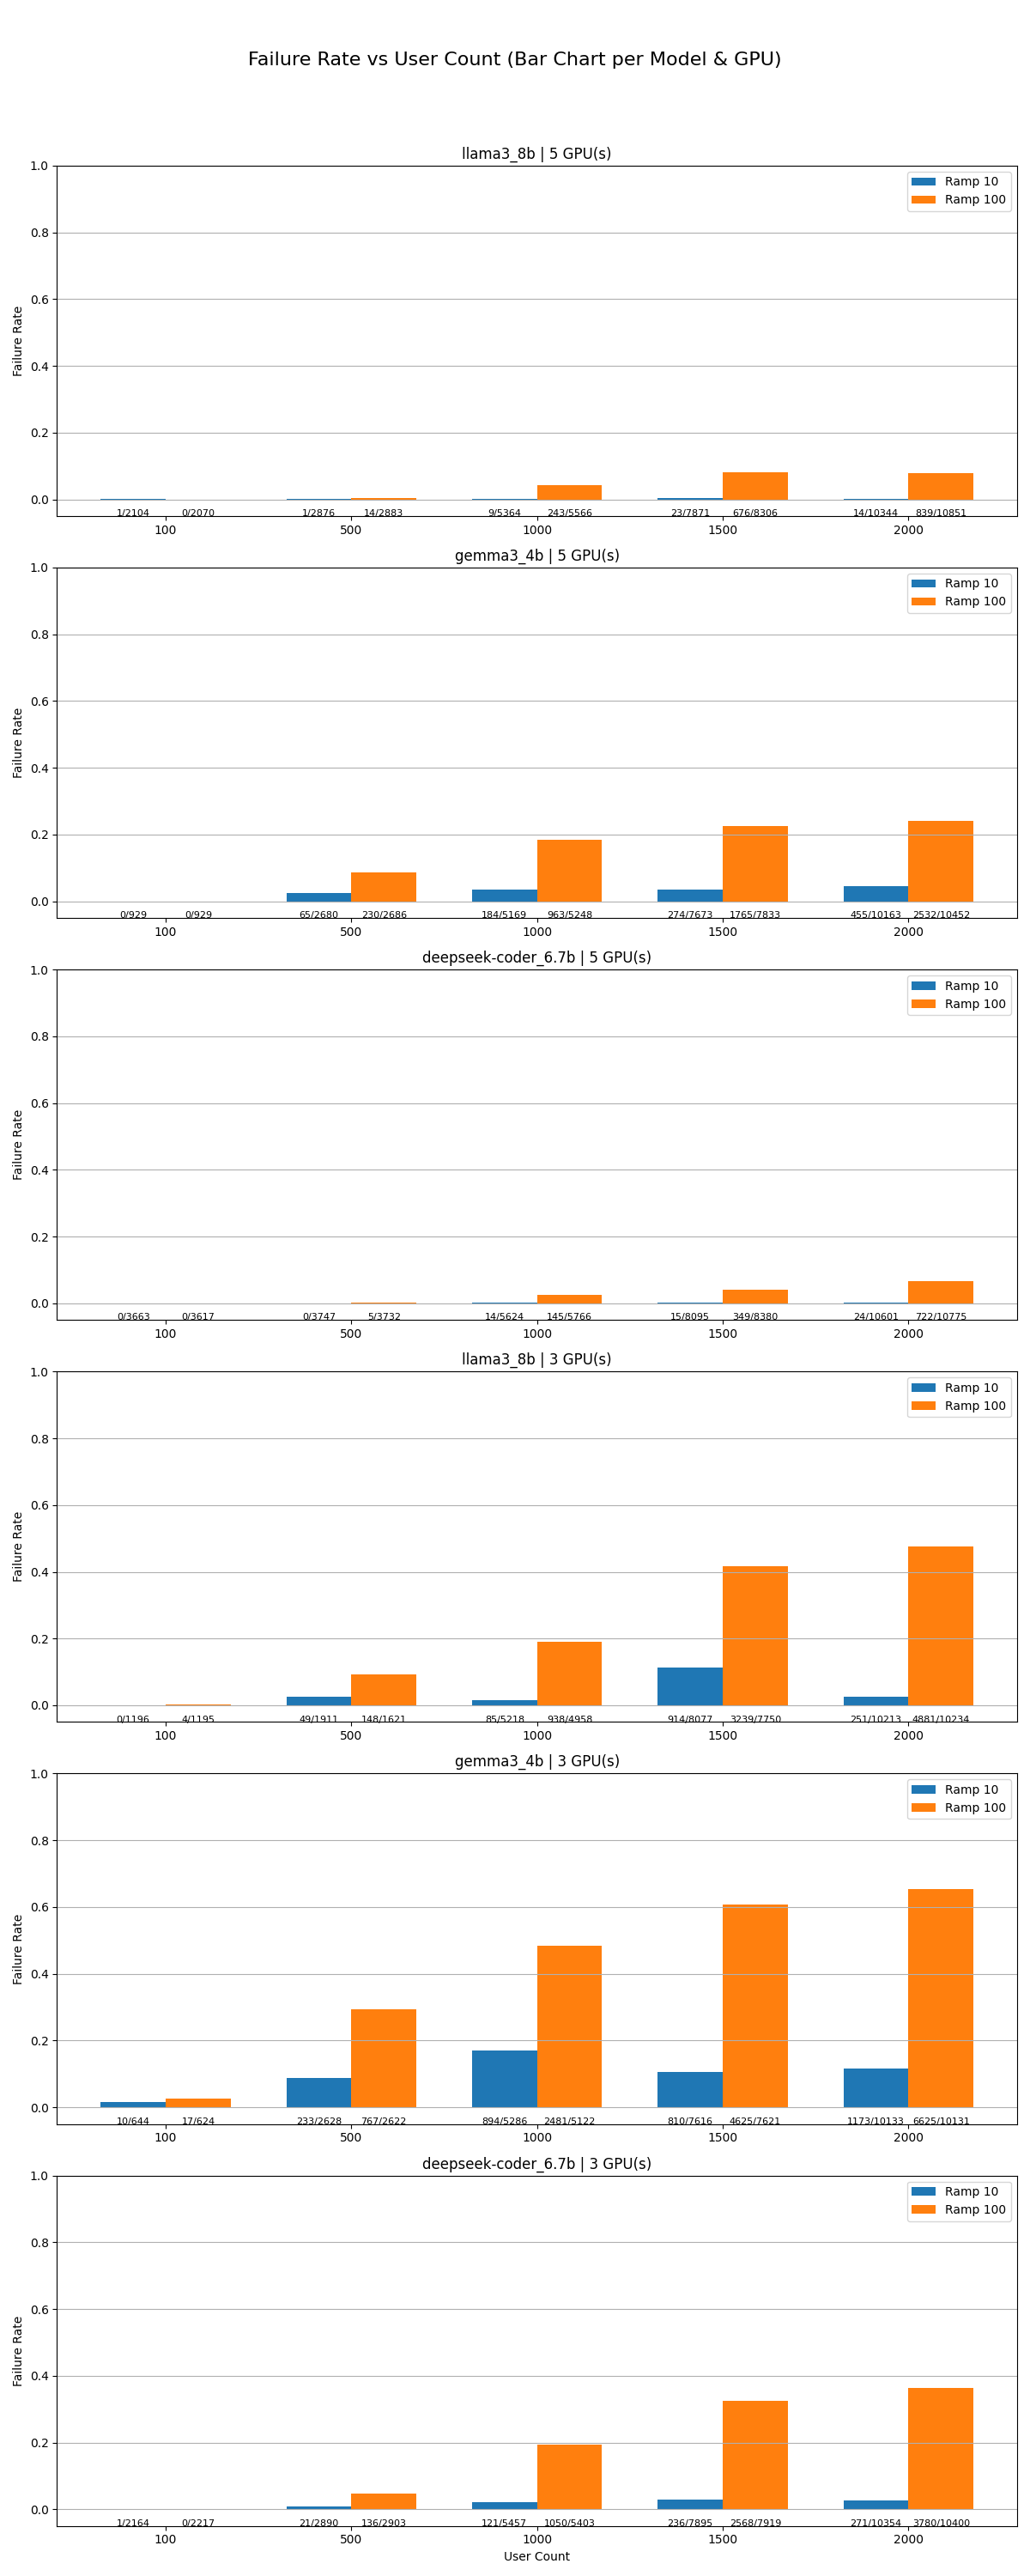 Failure Rate vs User Count (Bar Chart per Model & GPU)
llama3_8b | 5 GPU(s)
1.0
0.8
0.6
0.4
0.2
0.0
Failure Rate
Ramp 10
Ramp 100
1/2104 0/2070 1/2876 14/2883 9/5364 243/5566 23/7871 676/8306 14/10344 839/10851
100 500 1000 1500 2000
gemma3_4b | 5 GPU(s)
1.0
0.8
0.6
0.4
0.2
0.0
Failure Rate
Ramp 10
Ramp 100
0/929 0/929 65/2680 230/2686 184/5169 963/5248 274/7673 1765/7833 455/10163 2532/10452
100 500 1000 1500 2000
deepseek-coder_6.7b | 5 GPU(s)
1.0
0.8
0.6
0.4
0.2
0.0
Failure Rate
Ramp 10
Ramp 100
0/3663 0/3617 0/3747 5/3732 14/5624 145/5766 15/8095 349/8380 24/10601 722/10775
100 500 1000 1500 2000
llama3_8b | 3 GPU(s)
1.0
0.8
0.6
0.4
0.2
0.0
Failure Rate
Ramp 10
Ramp 100
0/1196 4/1195 49/1911 148/1621 85/5218 938/4958 914/8077 3239/7750 251/10213 4881/10234
100 500 1000 1500 2000
gemma3_4b | 3 GPU(s)
1.0
0.8
0.6
0.4
0.2
0.0
Failure Rate
Ramp 10
Ramp 100
10/644 17/624 233/2628 767/2622 894/5286 2481/5122 810/7616 4625/7621 1173/10133 6625/10131
100 500 1000 1500 2000
deepseek-coder_6.7b | 3 GPU(s)
1.0
0.8
0.6
0.4
0.2
0.0
Failure Rate
Ramp 10
Ramp 100
1/2164 0/2217 21/2890 136/2903 121/5457 1050/5403 236/7895 2568/7919 271/10354 3780/10400
100 500 1000 1500 2000
User Count